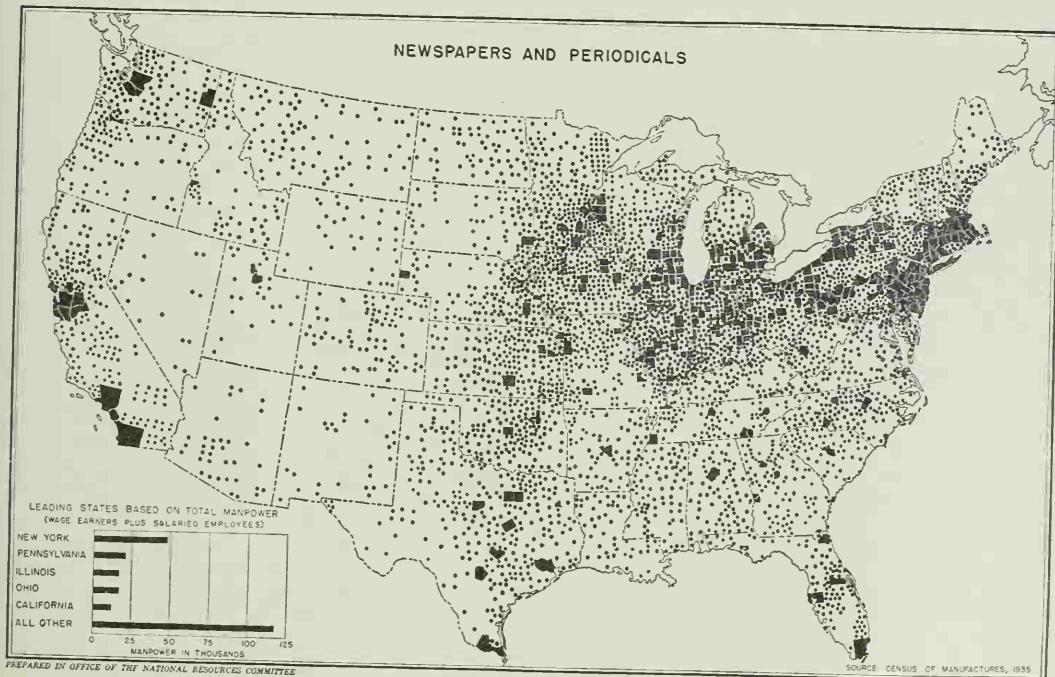 NEWSPAPERS AND PERIODICALS
LEADING STATES BASED ON TOTAL MANPOWER
(WAGE EARNERS PLUS SALARIED EMPLOYEES)
NEW YORK
PENNSYLVANIA
ILLINOIS
OHIO
CALIFORNIA
ALL OTHER
0 25 50 75 100 125
MANPOWER IN THOUSANDS
PREPARED IN OFFICE OF THE NATIONAL RESOURCES COMMITTEE
SOURCE: CENSUS OF MANUFACTURES, 1935